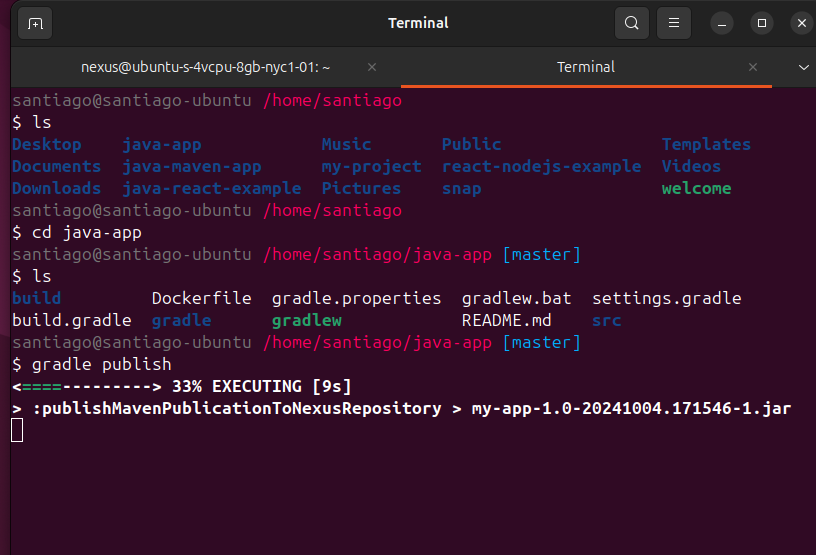 Terminal
nexus@ubuntu-s-4vcpu-8gb-nyc1-01: ~
Terminal
santiago@santiago-ubuntu /home/santiago
$ ls
Desktop java-app Music Public Templates
Documents java-maven-app my-project react-nodejs-example Videos
Downloads java-react-example Pictures snap welcome
santiago@santiago-ubuntu /home/santiago
$ cd java-app
santiago@santiago-ubuntu /home/santiago/java-app [master]
$ ls
build Dockerfile gradle.properties gradlew.bat settings.gradle
build.gradle gradle gradlew README.md src
santiago@santiago-ubuntu /home/santiago/java-app [master]
$ gradle publish
<====---------> 33% EXECUTING [9s]
> :publishMavenPublicationToNexusRepository > my-app-1.0-20241004.171546-1.jar